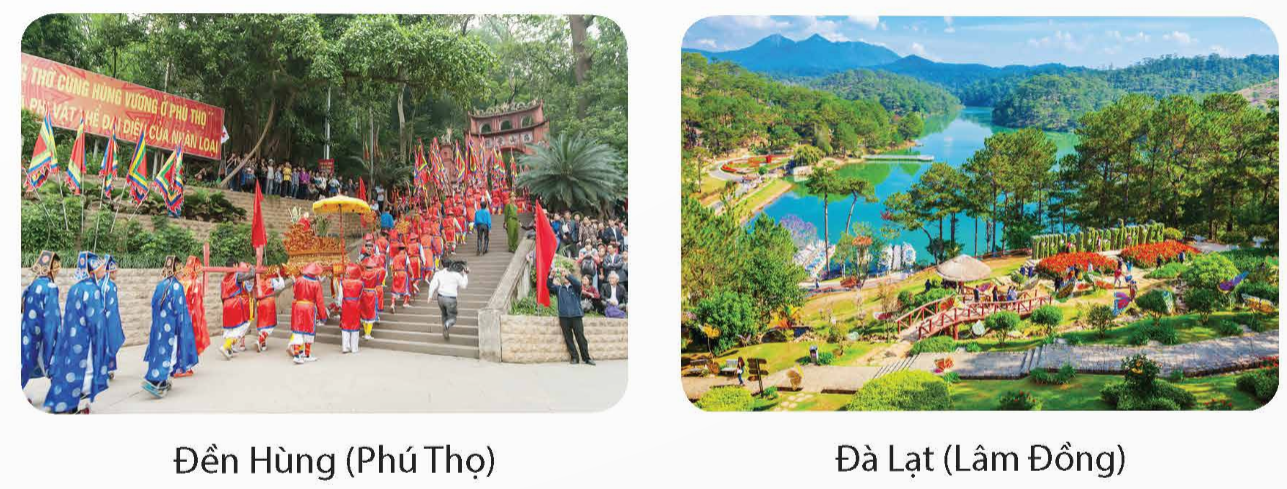 G THỜ CÚNG HÙNG VƯƠNG Ở PHÚ THỌ"
PHI VẬT THỂ ĐẠI DIỆN CỦA NHÂN LOẠI
Đền Hùng (Phú Thọ)
Đà Lạt (Lâm Đồng)